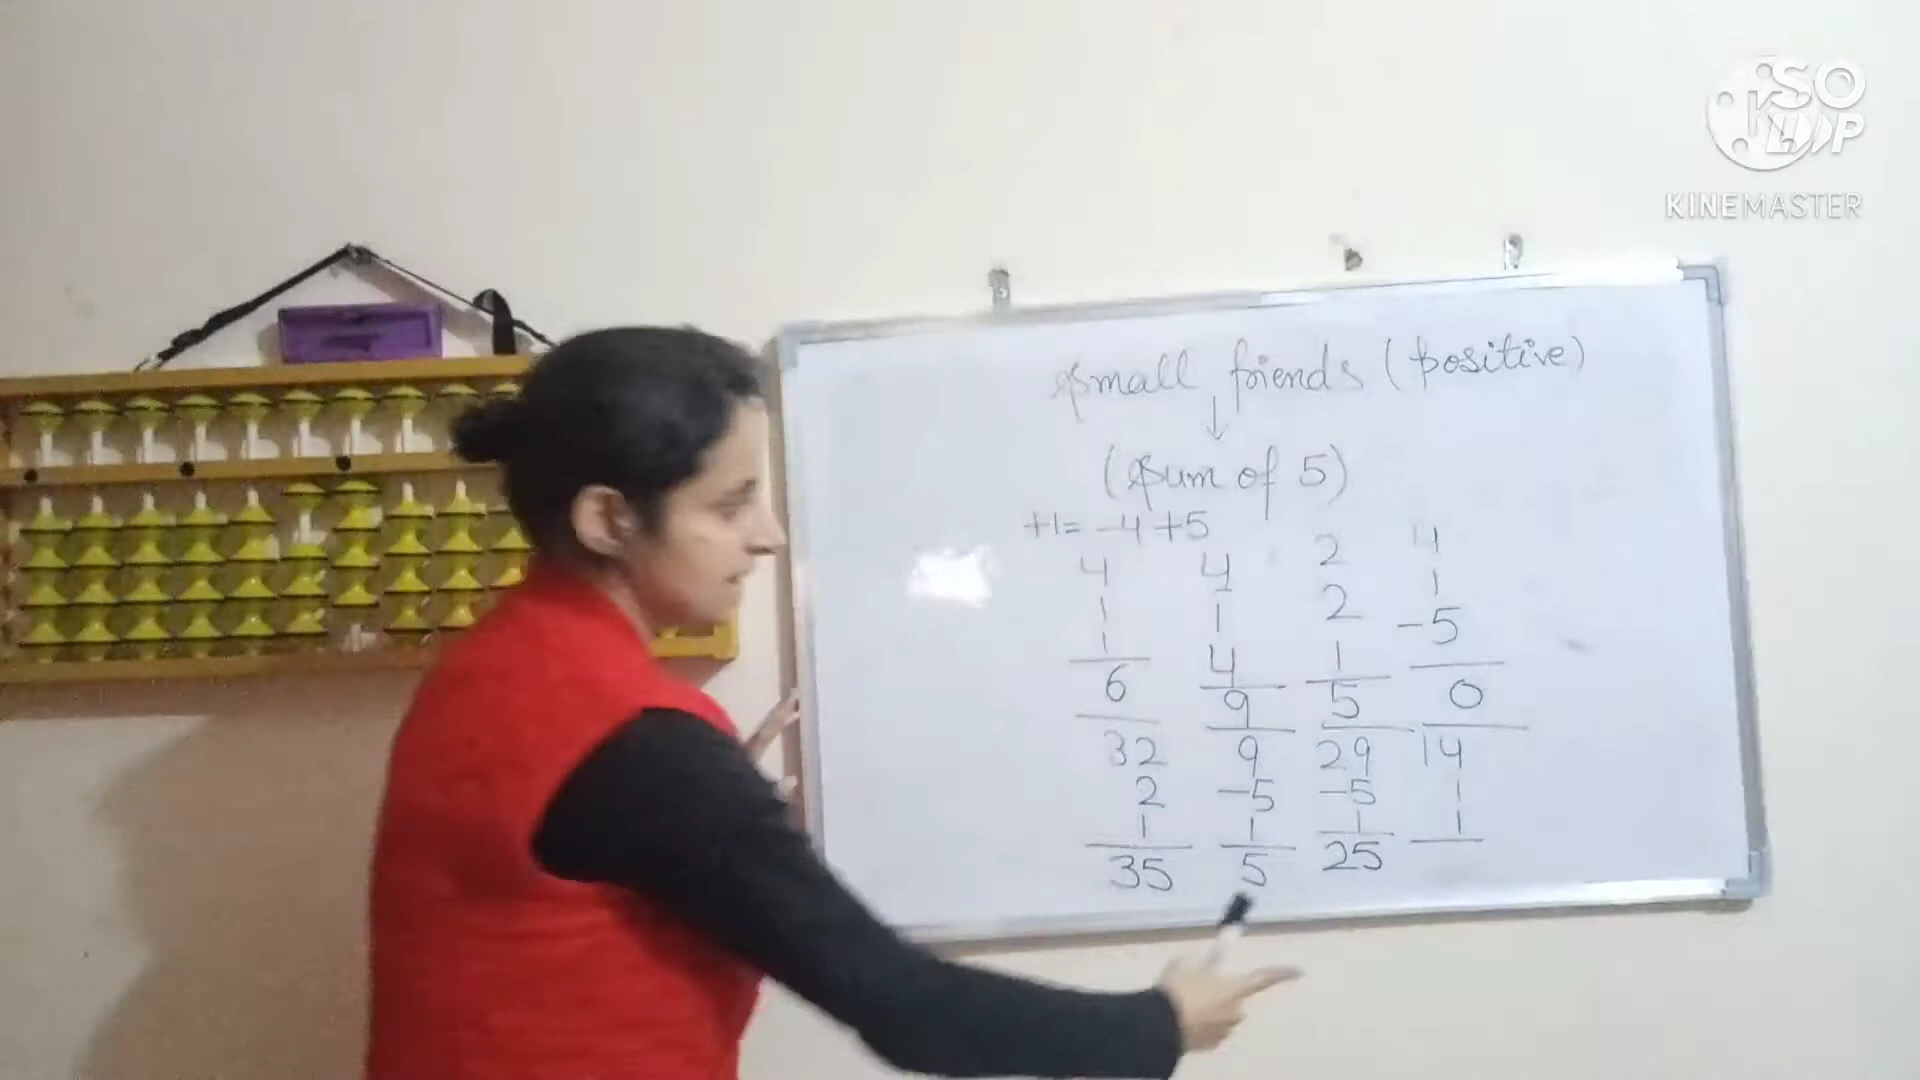 SO
LIP
KINEMASTER
Small friends (positive)
↓
(Sum of 5)
+1= -4 +5
4 4 2 4
1 1 2 1
1 4 1 -5
6 9 5 0
32 9 29 14
2 -5 -5 1
1 1 1 1
35 5 25